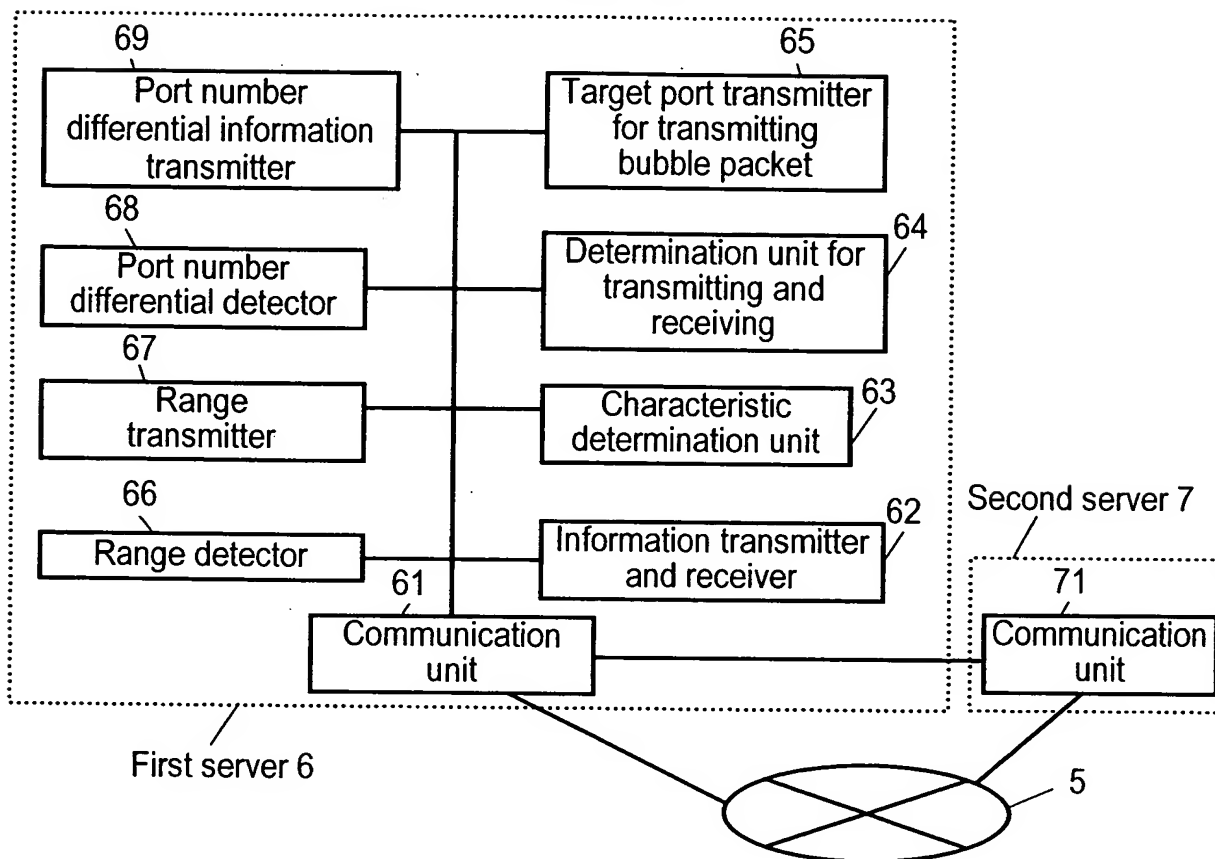 69
Port number
differential information
transmitter
65
Target port transmitter
for transmitting
bubble packet
68
Port number
differential detector
64
Determination unit for
transmitting and
receiving
67
Range
transmitter
63
Characteristic
determination unit
66
Range detector
62
Information transmitter
and receiver
Second server 7
61
Communication
unit
71
Communication
unit
First server 6
5